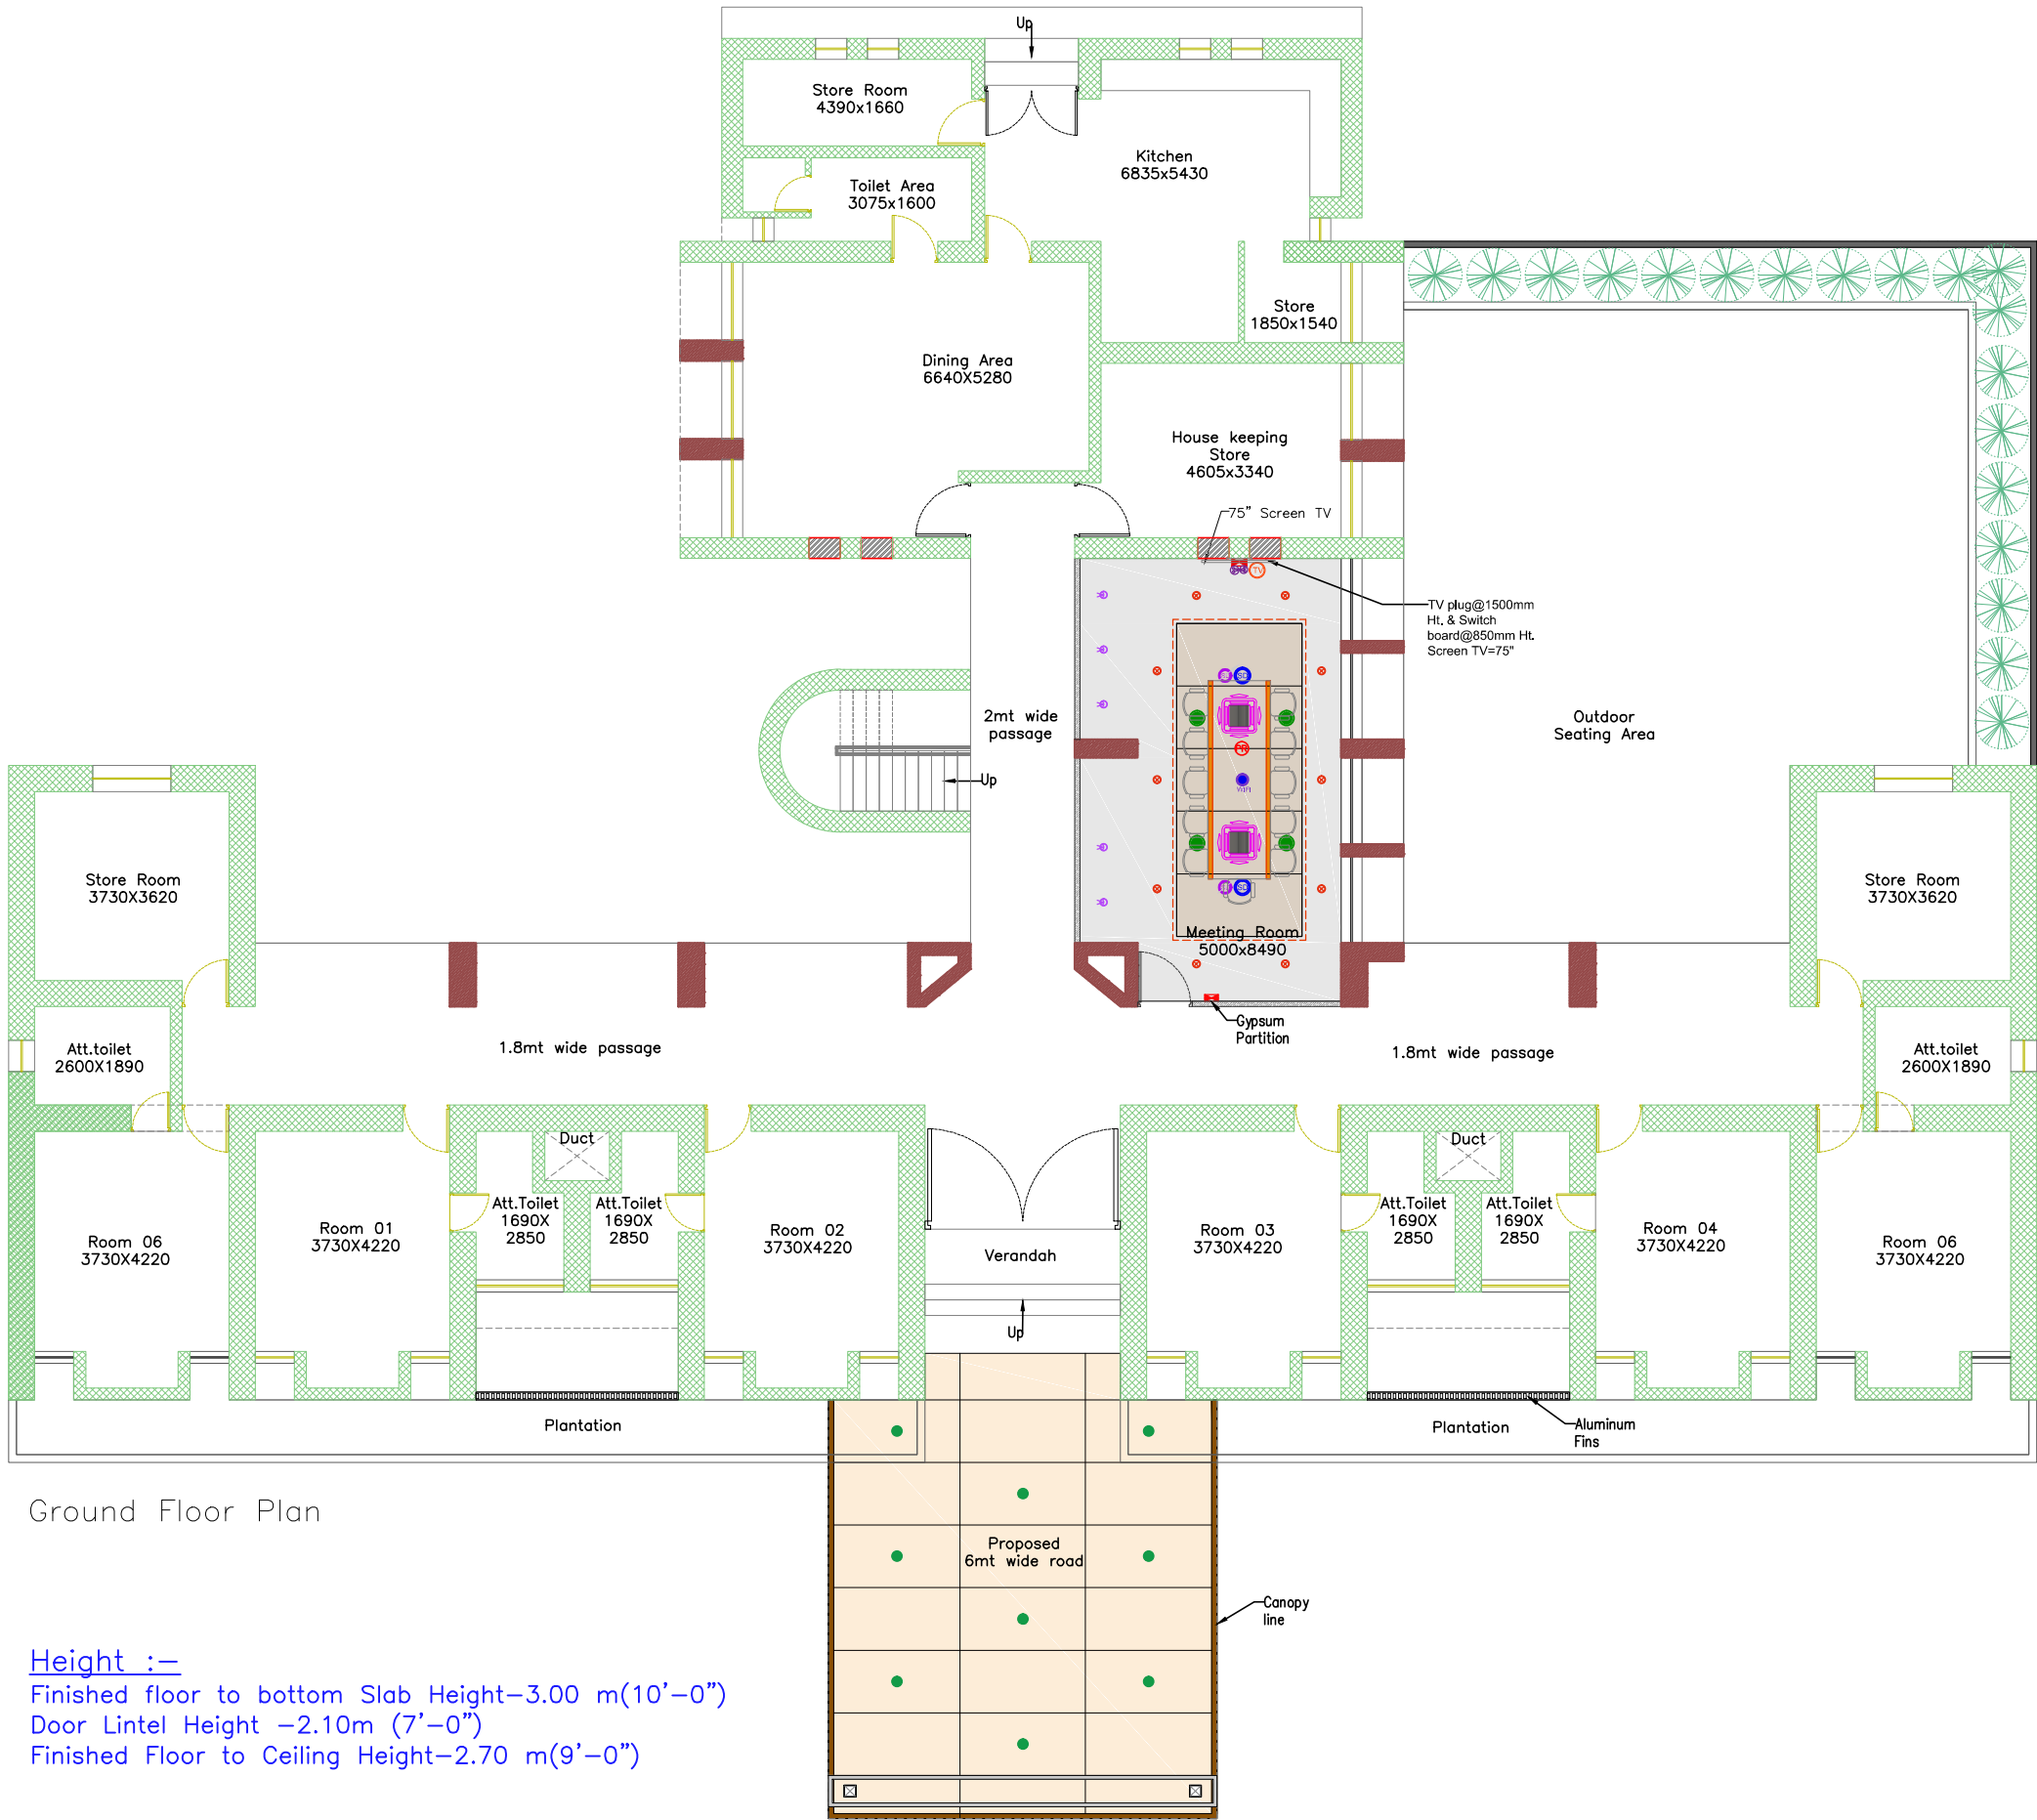 Up
Store Room
4390x1660
Kitchen
6835x5430
Toilet Area
3075x1600
Store
1850x1540
Dining Area
6640X5280
House keeping
Store
4605x3340
75" Screen TV
TV
TV plug@1500mm
Ht. & Switch
board@850mm Ht.
Screen TV=75"
2mt wide
passage
Outdoor
Seating Area
Up
PR
WiFi
Store Room
3730X3620
Store Room
3730X3620
Meeting Room
5000x8490
Gypsum
Partition
1.8mt wide passage
1.8mt wide passage
Att.toilet
2600X1890
Att.toilet
2600X1890
Duct
Duct
Att.Toilet
1690X
2850
Att.Toilet
1690X
2850
Att.Toilet
1690X
2850
Att.Toilet
1690X
2850
Room 06
3730X4220
Room 01
3730X4220
Room 02
3730X4220
Verandah
Room 03
3730X4220
Room 04
3730X4220
Room 06
3730X4220
Up
Plantation
Plantation
Aluminum
Fins
Ground Floor Plan
Proposed
6mt wide road
Canopy
line
Height :-
Finished floor to bottom Slab Height-3.00 m(10'-0")
Door Lintel Height -2.10m (7'-0")
Finished Floor to Ceiling Height-2.70 m(9'-0")